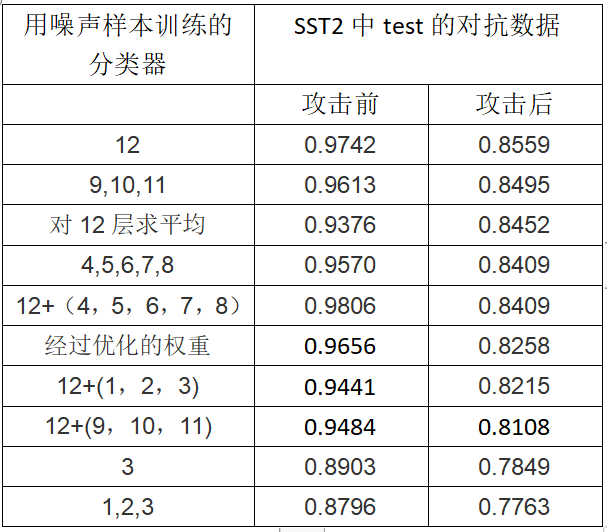 用噪声样本训练的 SST2 中 test 的对抗数据
分类器
攻击前 攻击后
12 0.9742 0.8559
9,10,11 0.9613 0.8495
对 12 层求平均 0.9376 0.8452
4,5,6,7,8 0.9570 0.8409
12+（4，5，6，7，8） 0.9806 0.8409
经过优化的权重 0.9656 0.8258
12+(1，2，3) 0.9441 0.8215
12+(9，10，11) 0.9484 0.8108
3 0.8903 0.7849
1,2,3 0.8796 0.7763